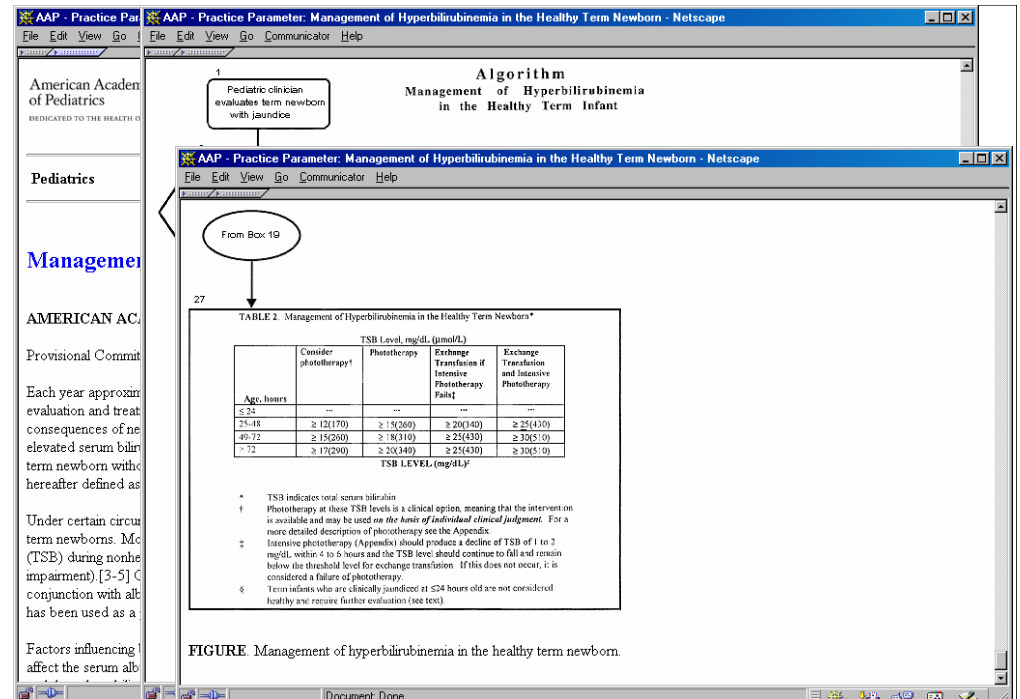 AAP - Practice Par
File Edit View Go
American Academ
of Pediatrics
DEDICATED TO THE HEALTH O
Pediatrics
Managemen
AMERICAN AC
Provisional Commit
Each year approxim
evaluation and treat
consequences of ne
elevated serum bilir
term newborn witho
hereafter defined as
Under certain circum
term newborns. Mo
(TSB) during nonhe
impairment).[3-5] C
conjunction with alb
has been used as a
Factors influencing
affect the serum alb
AAP - Practice Parameter: Management of Hyperbilirubinemia in the Healthy Term Newborn - Netscape
File Edit View Go Communicator Help
1
Pediatric clinician
evaluates term newborn
with jaundice
Algorithm
Management of Hyperbilirubinemia
in the Healthy Term Infant
AAP - Practice Parameter: Management of Hyperbilirubinemia in the Healthy Term Newborn - Netscape
File Edit View Go Communicator Help
From Box 19
27
TABLE 2. Management of Hyperbilirubinemia in the Healthy Term Newborn*
TSB Level, mg/dL (μmol/L)
Age, hours Consider phototherapy† Phototherapy Exchange Transfusion if Intensive Phototherapy Fails‡ Exchange Transfusion and Intensive Phototherapy
≤ 24 ... ... ... ...
25-48 ≥ 12(170) ≥ 15(260) ≥ 20(340) ≥ 25(430)
49-72 ≥ 15(260) ≥ 18(310) ≥ 25(430) ≥ 30(510)
> 72 ≥ 17(290) ≥ 20(340) ≥ 25(430) ≥ 30(510)
TSB LEVEL (mg/dL)
* TSB indicates total serum bilirubin
† Phototherapy at these TSB levels is a clinical option, meaning that the intervention
is available and may be used on the basis of individual clinical judgment. For a
more detailed description of phototherapy see the Appendix.
‡ Intensive phototherapy (Appendix) should produce a decline of TSB of 1 to 2
mg/dL within 4 to 6 hours and the TSB level should continue to fall and remain
below the threshold level for exchange transfusion. If this does not occur, it is
considered a failure of phototherapy.
§ Term infants who are clinically jaundiced at ≤24 hours old are not considered
healthy and require further evaluation (see text).
FIGURE. Management of hyperbilirubinemia in the healthy term newborn.
Document: Done